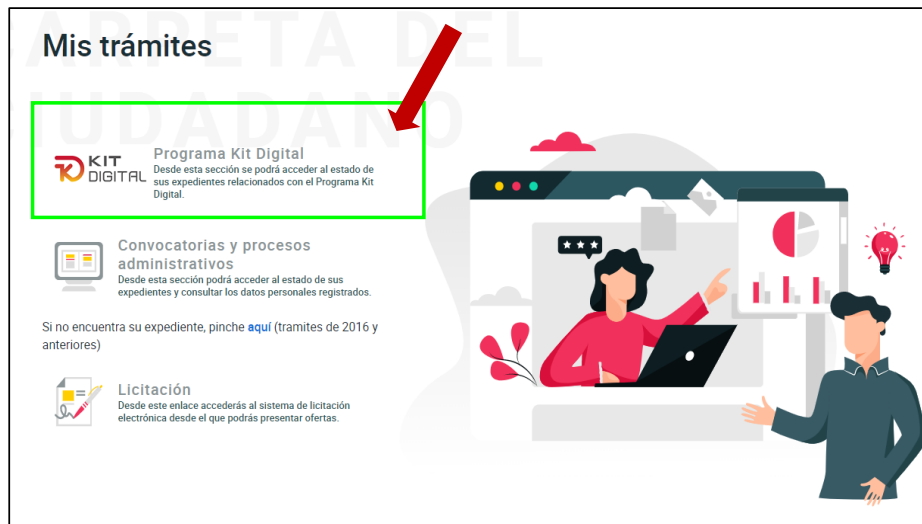 CARPETA DEL
CIUDADANO
Mis trámites
KIT
DIGITAL
Programa Kit Digital
Desde esta sección se podrá acceder al estado de
sus expedientes relacionados con el Programa Kit
Digital.
Convocatorias y procesos
administrativos
Desde esta sección podrá acceder al estado de sus
expedientes y consultar los datos personales registrados.
Si no encuentra su expediente, pinche aquí (tramites de 2016 y
anteriores)
Licitación
Desde este enlace accederás al sistema de licitación
electrónica desde el que podrás presentar ofertas.